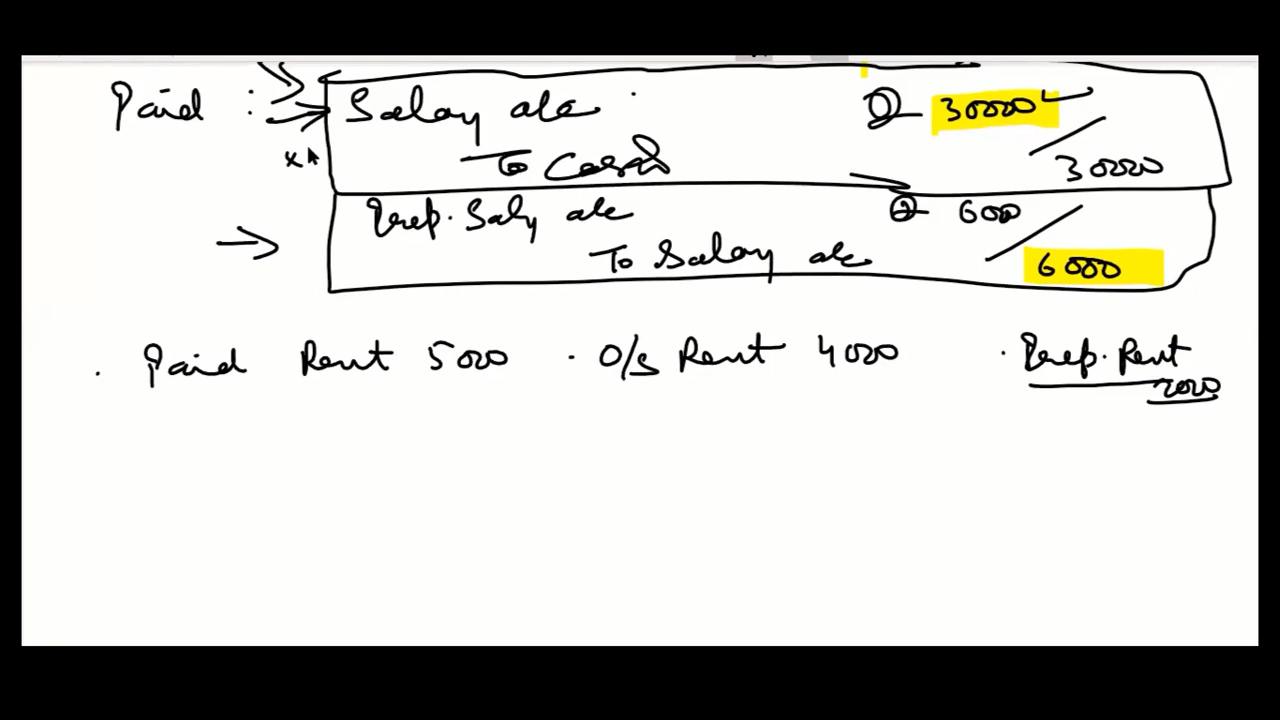 Paid : Salary a/c Dr 30000
To Cash 30000
Prep. Saly a/c Dr 6000
To Salary a/c 6000
. Paid Rent 5000 . O/s Rent 4000 . Prep. Rent
2000